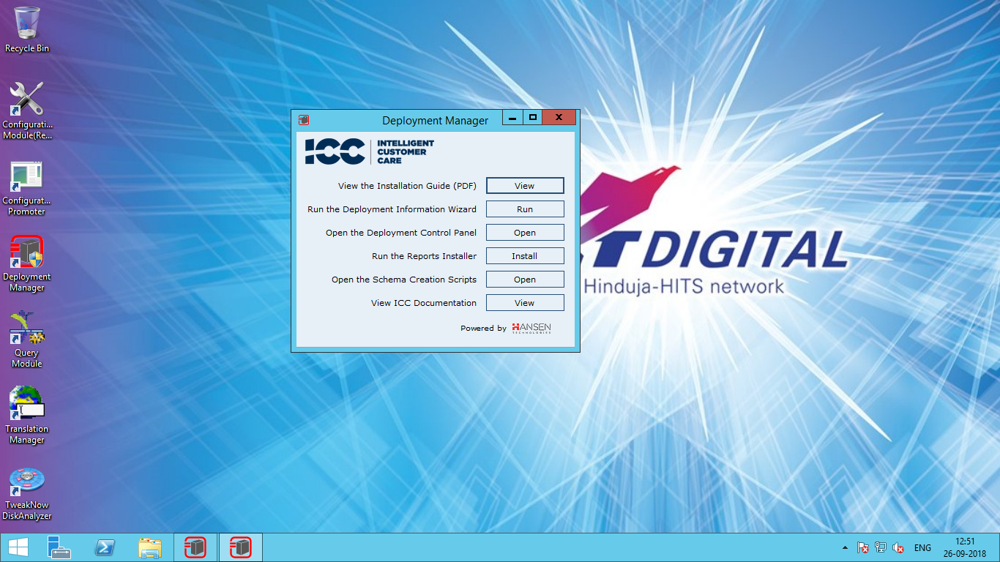 Recycle Bin
Configurati...
Module(Re...
Configurat...
Promoter
Deployment
Manager
Query
Module
Translation
Manager
TweakNow
DiskAnalyzer
Deployment Manager
ICC
INTELLIGENT
CUSTOMER
CARE
View the Installation Guide (PDF) View
Run the Deployment Information Wizard Run
Open the Deployment Control Panel Open
Run the Reports Installer Install
Open the Schema Creation Scripts Open
View ICC Documentation View
Powered by HANSEN
TECHNOLOGIES
DIGITAL
Hinduja-HITS network
ENG
12:51
26-09-2018